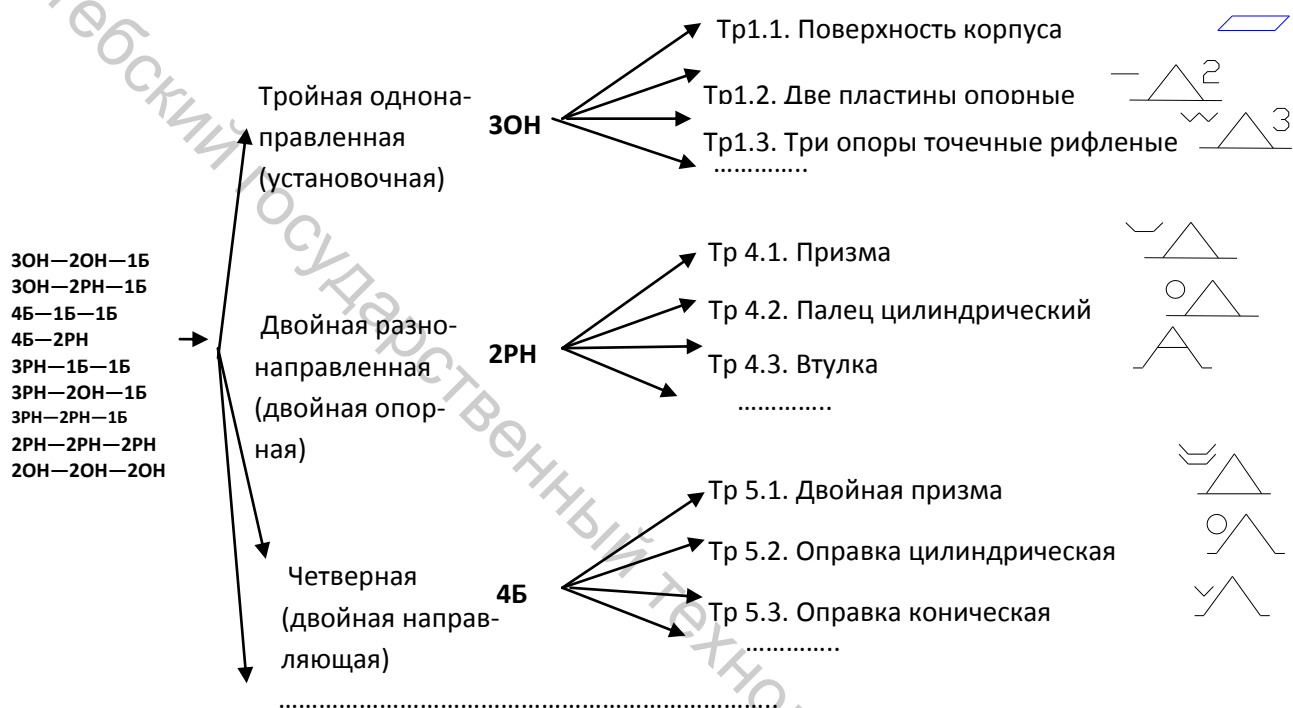 3ОН—2ОН—1Б
3ОН—2РН—1Б
4Б—1Б—1Б
4Б—2РН
3РН—1Б—1Б
3РН—2ОН—1Б
3РН—2РН—1Б
2РН—2РН—2РН
2ОН—2ОН—2ОН
Тройная однона-
правленная
(установочная)
3ОН
Тр1.1. Поверхность корпуса
Тр1.2. Две пластины опорные
2
Тр1.3. Три опоры точечные рифленые
3
…………..
Двойная разно-
направленная
(двойная опор-
ная)
2РН
Тр 4.1. Призма
Тр 4.2. Палец цилиндрический
Тр 4.3. Втулка
…………..
Четверная
(двойная направ-
ляющая)
4Б
Тр 5.1. Двойная призма
Тр 5.2. Оправка цилиндрическая
Тр 5.3. Оправка коническая
…………..
…………………………………………………………………..
тебский государственный техно